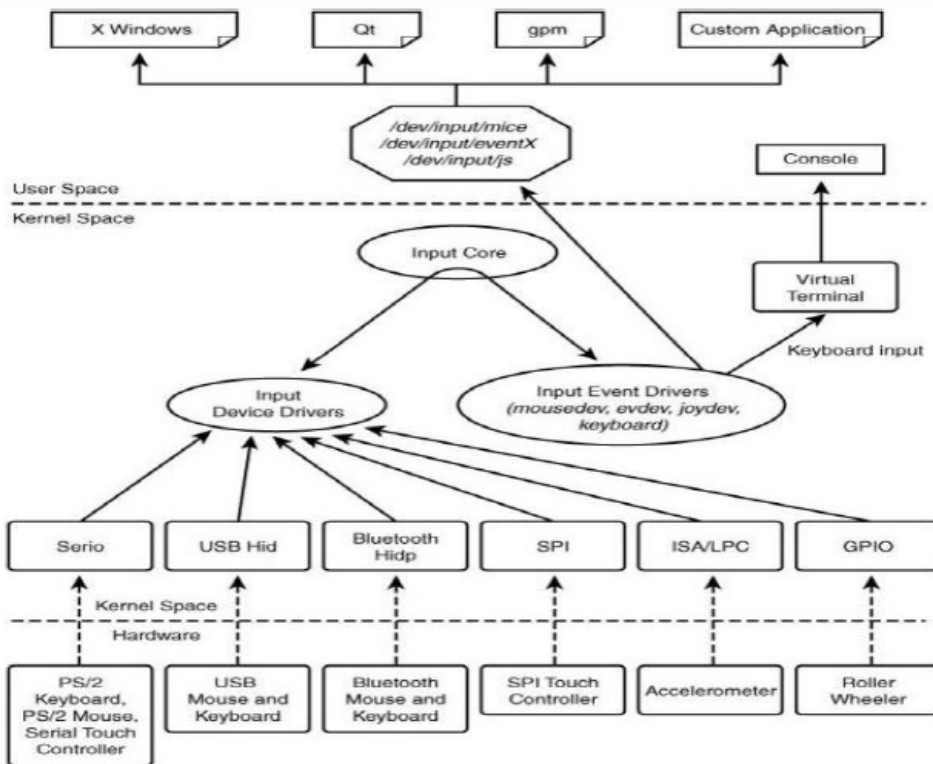 X Windows
Qt
gpm
Custom Application
/dev/input/mice
/dev/input/eventX
/dev/input/js
Console
User Space
Kernel Space
Input Core
Virtual
Terminal
Keyboard input
Input
Device Drivers
Input Event Drivers
(mousedev, evdev, joydev,
keyboard)
Serio
USB Hid
Bluetooth
Hidp
SPI
ISA/LPC
GPIO
Kernel Space
Hardware
PS/2
Keyboard,
PS/2 Mouse,
Serial Touch
Controller
USB
Mouse and
Keyboard
Bluetooth
Mouse and
Keyboard
SPI Touch
Controller
Accelerometer
Roller
Wheeler